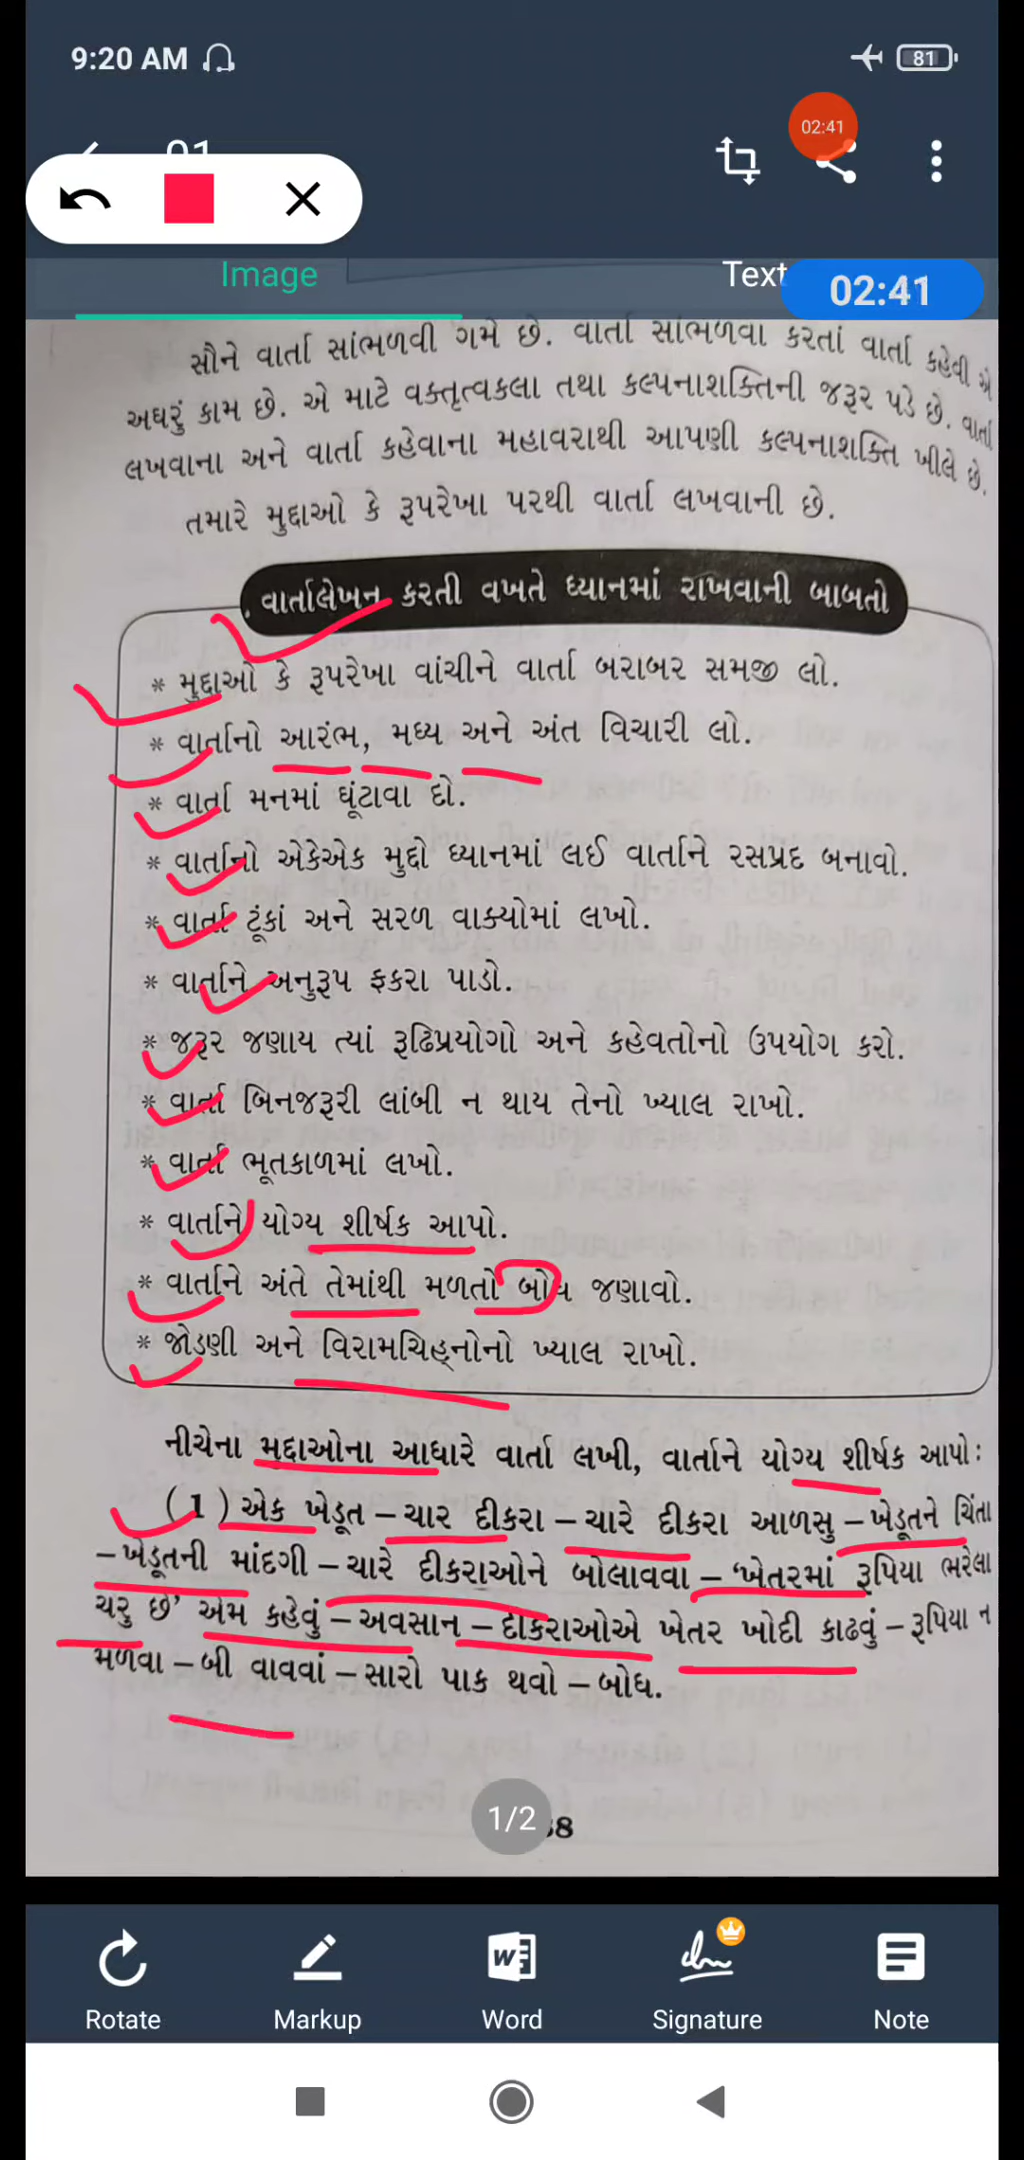 9:20 AM
81
02:41
01
Image
Text
02:41
સૌને વાર્તા સાંભળવી ગમે છે. વાર્તા સાંભળવા કરતાં વાર્તા કહેવી એ
અઘરું કામ છે. એ માટે વક્તૃત્વકલા તથા કલ્પનાશક્તિની જરૂર પડે છે. વાર્તા
લખવાના અને વાર્તા કહેવાના મહાવરાથી આપણી કલ્પનાશક્તિ ખીલે છે.
તમારે મુદ્દાઓ કે રૂપરેખા પરથી વાર્તા લખવાની છે.
વાર્તાલેખન કરતી વખતે ધ્યાનમાં રાખવાની બાબતો
* મુદ્દાઓ કે રૂપરેખા વાંચીને વાર્તા બરાબર સમજી લો.
* વાર્તાનો આરંભ, મધ્ય અને અંત વિચારી લો.
* વાર્તા મનમાં ઘૂંટાવા દો.
* વાર્તાનો એકેએક મુદ્દો ધ્યાનમાં લઈ વાર્તાને રસપ્રદ બનાવો.
* વાર્તા ટૂંકાં અને સરળ વાક્યોમાં લખો.
* વાર્તાને અનુરૂપ ફકરા પાડો.
* જરૂર જણાય ત્યાં રૂઢિપ્રયોગો અને કહેવતોનો ઉપયોગ કરો.
* વાર્તા બિનજરૂરી લાંબી ન થાય તેનો ખ્યાલ રાખો.
* વાર્તા ભૂતકાળમાં લખો.
* વાર્તાને યોગ્ય શીર્ષક આપો.
* વાર્તાને અંતે તેમાંથી મળતો બોધ જણાવો.
* જોડણી અને વિરામચિહ્નોનો ખ્યાલ રાખો.
નીચેના મુદ્દાઓના આધારે વાર્તા લખી, વાર્તાને યોગ્ય શીર્ષક આપો :
(1) એક ખેડૂત – ચાર દીકરા – ચારે દીકરા આળસુ – ખેડૂતને ચિંતા
– ખેડૂતની માંદગી – ચારે દીકરાઓને બોલાવવા – ‘ખેતરમાં રૂપિયા ભરેલા
ચરુ છે’ એમ કહેવું – અવસાન – દીકરાઓએ ખેતર ખોદી કાઢવું – રૂપિયા ન
મળવા – બી વાવવાં – સારો પાક થવો – બોધ.
1/2
Rotate
Markup
Word
Signature
Note